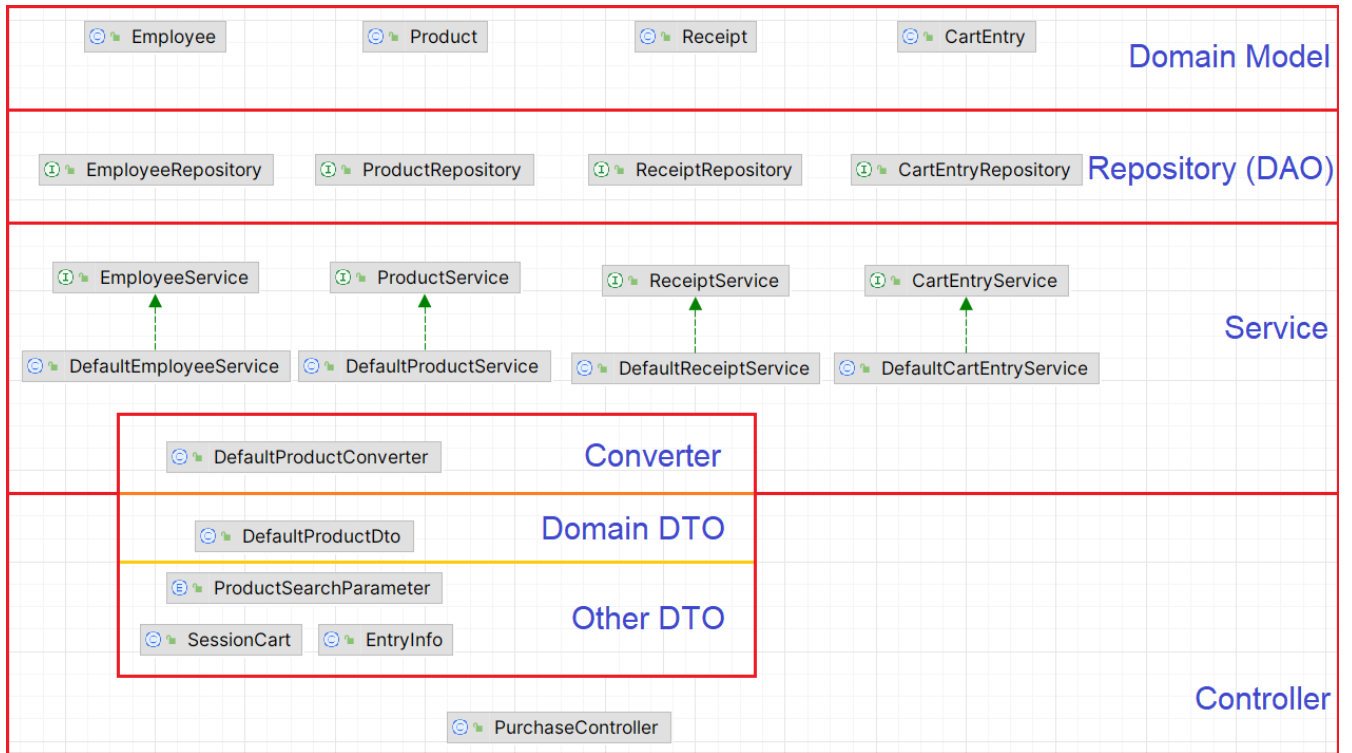 Employee
Product
Receipt
CartEntry
Domain Model
EmployeeRepository
ProductRepository
ReceiptRepository
CartEntryRepository
Repository (DAO)
EmployeeService
ProductService
ReceiptService
CartEntryService
Service
DefaultEmployeeService
DefaultProductService
DefaultReceiptService
DefaultCartEntryService
DefaultProductConverter
Converter
DefaultProductDto
Domain DTO
ProductSearchParameter
Other DTO
SessionCart
EntryInfo
Controller
PurchaseController